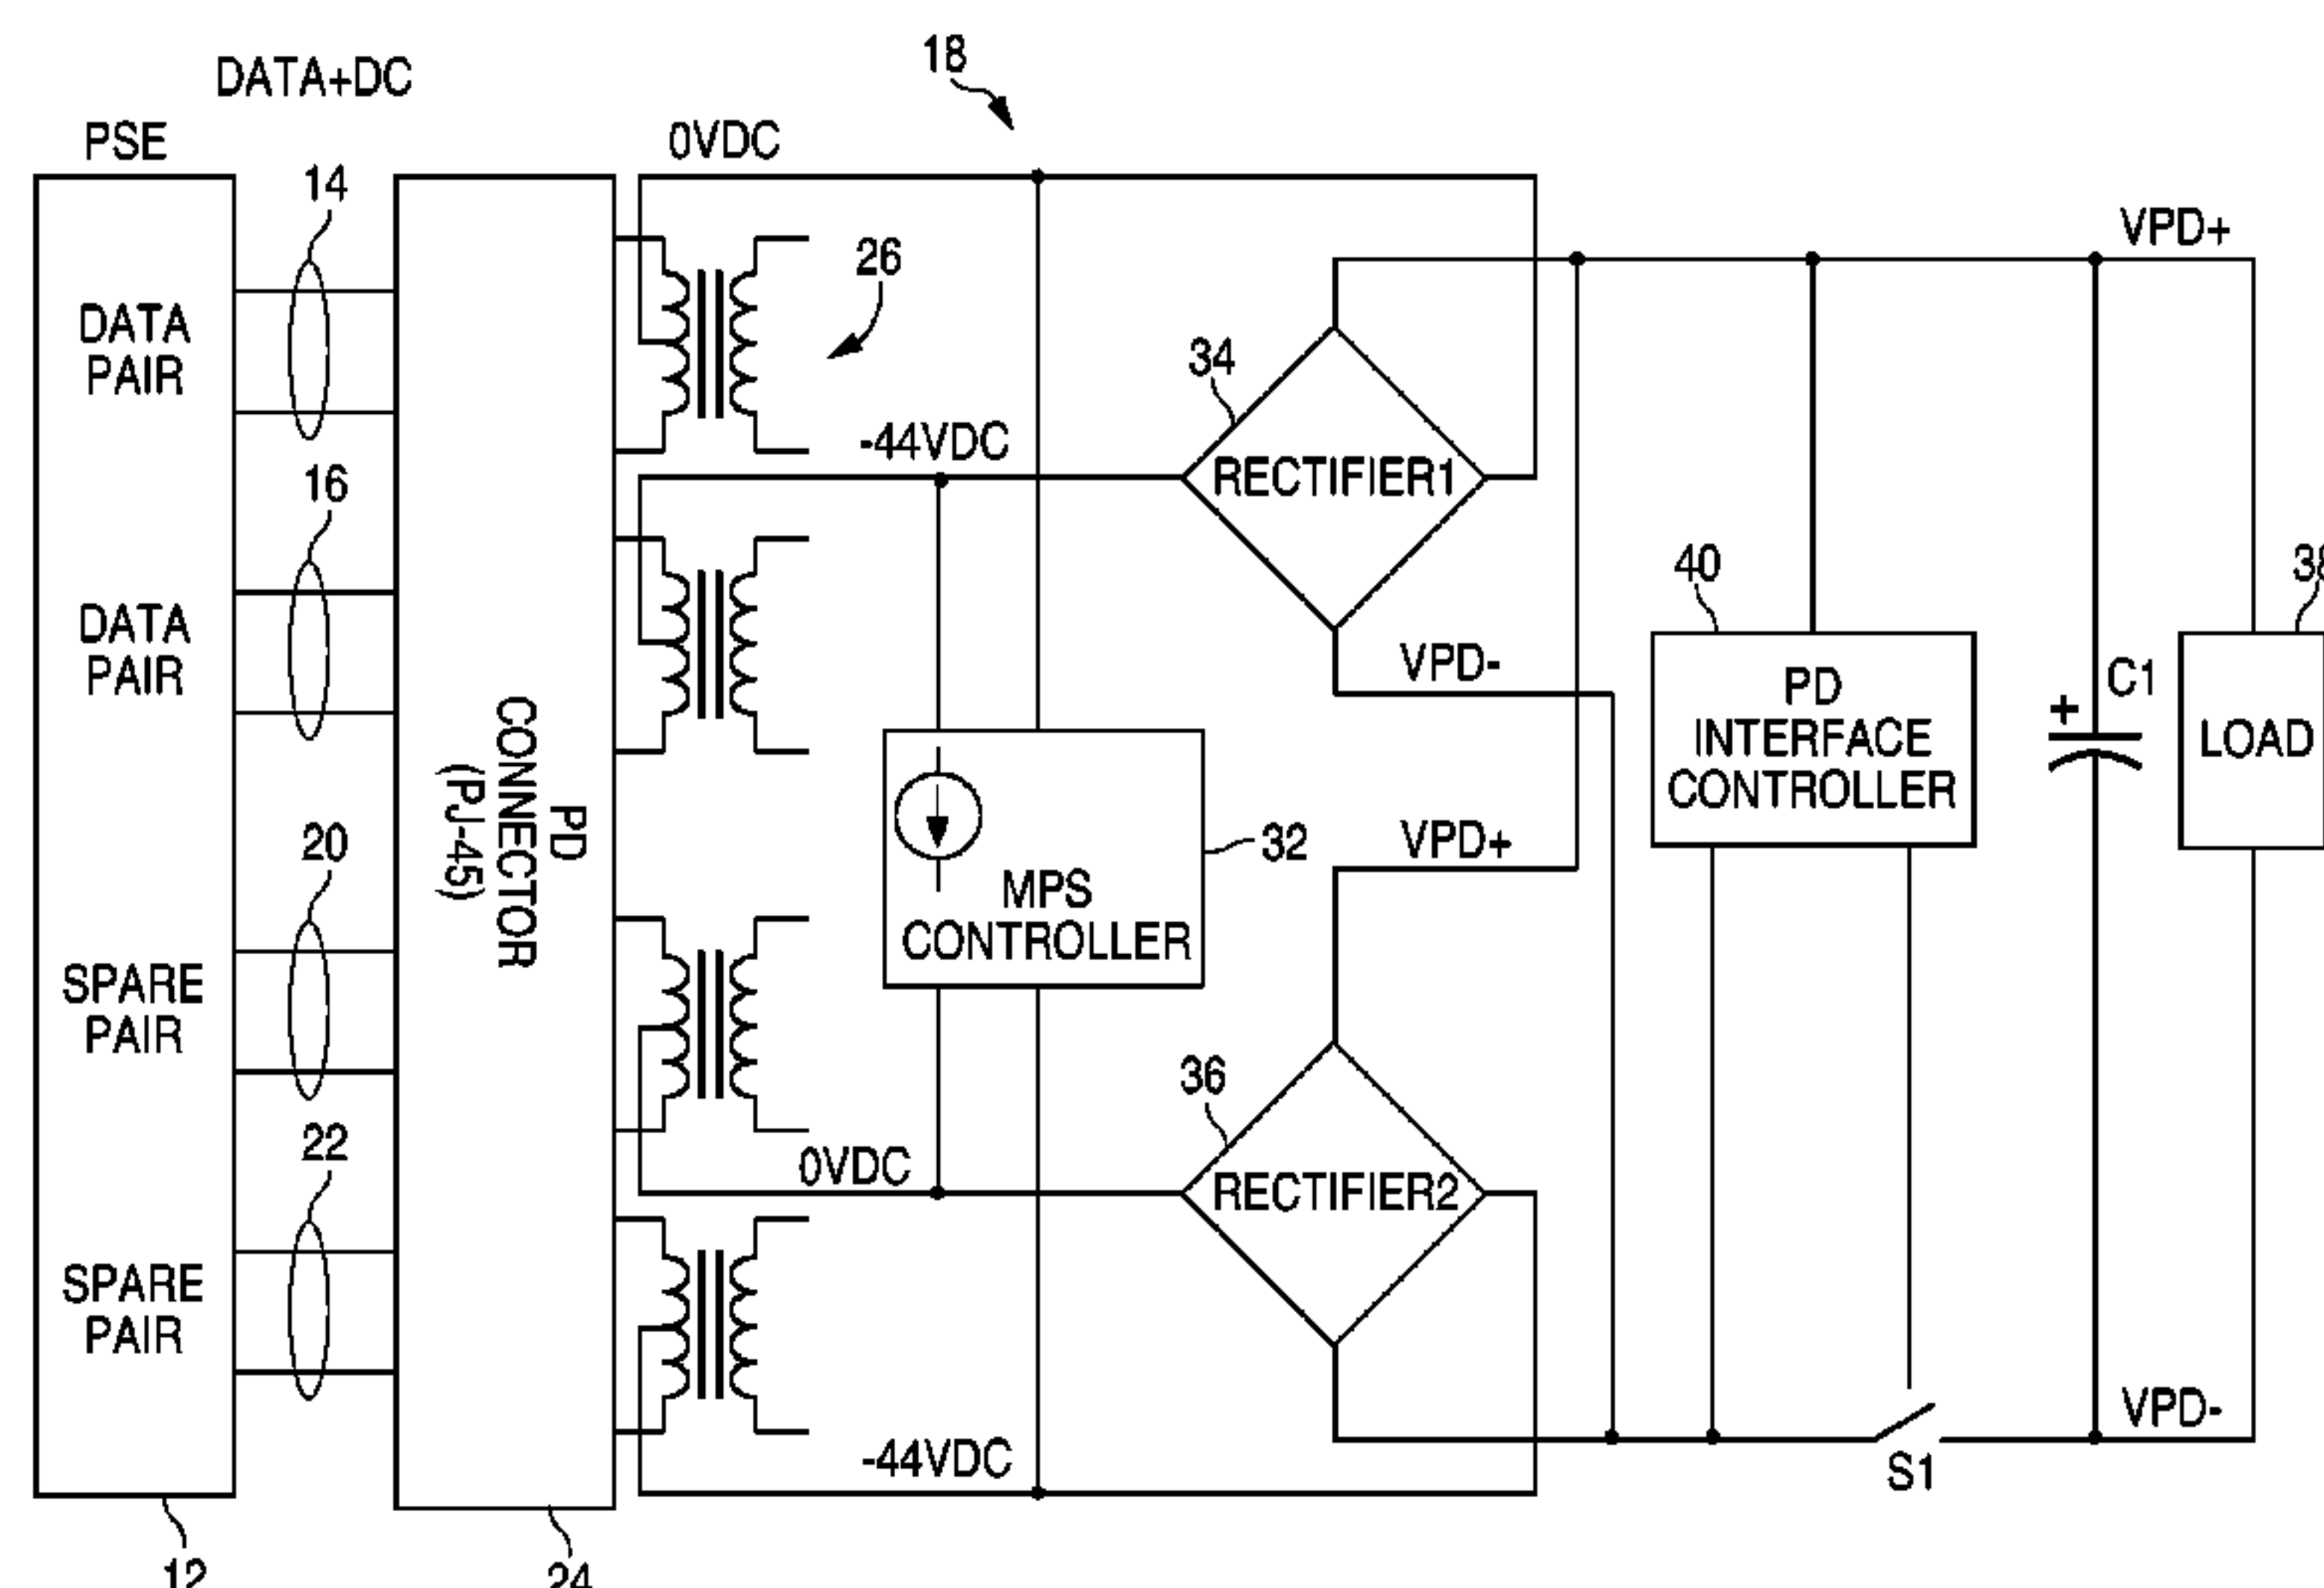 DATA+DC
18
PSE
0VDC
14
VPD+
26
DATA
PAIR
34
-44VDC
RECTIFIER1
16
40
38
DATA
PAIR
VPD-
C1
+
PD
INTERFACE
CONTROLLER
LOAD
PD
CONNECTOR
(PJ-45)
20
VPD+
32
MPS
CONTROLLER
SPARE
PAIR
36
22
0VDC
RECTIFIER2
SPARE
PAIR
VPD-
-44VDC
S1
12
24